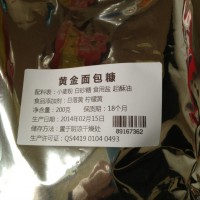 黄金面包糠
配料表：小麦粉 白砂糖 食用盐 起酥油
食品添加剂：日落黄 柠檬黄
净含量：200克 保质期：18个月
生产日期：2014年02月15日
储存方法：置于阴凉干燥处
生产许可证：QS4419 0104 0493
89167362